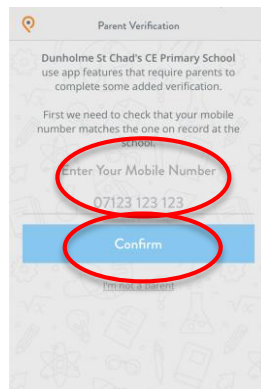 Parent Verification
Dunholme St Chad's CE Primary School
use app features that require parents to
complete some added verification.
First we need to check that your mobile
number matches the one on record at the
school.
Enter Your Mobile Number
07123 123 123
Confirm
I'm not a parent